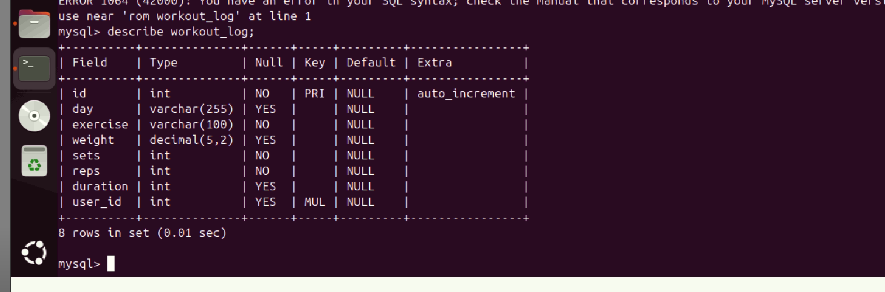 ERROR 1064 (42000): You have an error in your SQL syntax; check the manual that corresponds to your MySQL server vers
use near 'rom workout_log' at line 1
mysql> describe workout_log;
+-----------+--------------+------+-----+---------+----------------+
| Field     | Type         | Null | Key | Default | Extra          |
+-----------+--------------+------+-----+---------+----------------+
| id        | int          | NO   | PRI | NULL    | auto_increment |
| day       | varchar(255) | YES  |     | NULL    |                |
| exercise  | varchar(100) | NO   |     | NULL    |                |
| weight    | decimal(5,2) | YES  |     | NULL    |                |
| sets      | int          | NO   |     | NULL    |                |
| reps      | int          | NO   |     | NULL    |                |
| duration  | int          | YES  |     | NULL    |                |
| user_id   | int          | YES  | MUL | NULL    |                |
+-----------+--------------+------+-----+---------+----------------+
8 rows in set (0.01 sec)
mysql>